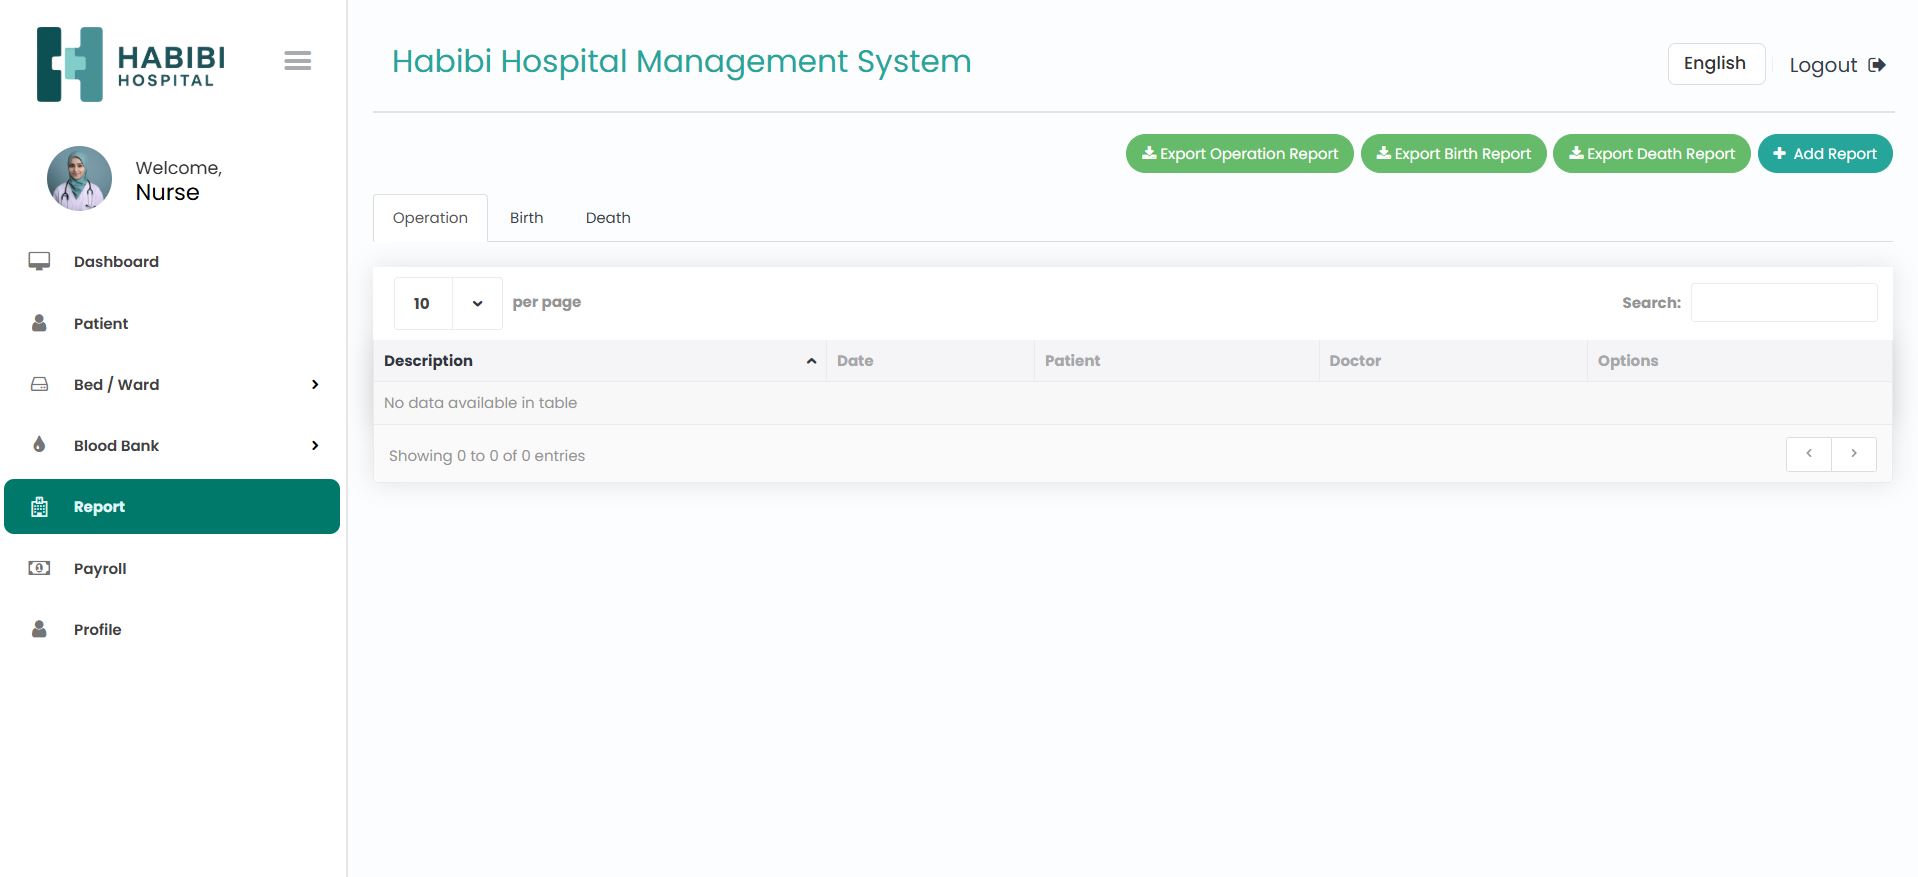 HABIBI
HOSPITAL
Habibi Hospital Management System
English
Logout
Welcome,
Nurse
Export Operation Report
Export Birth Report
Export Death Report
Add Report
Dashboard
Patient
Bed / Ward
Blood Bank
Report
Payroll
Profile
Operation
Birth
Death
10
per page
Search:
Description
Date
Patient
Doctor
Options
No data available in table
Showing 0 to 0 of 0 entries